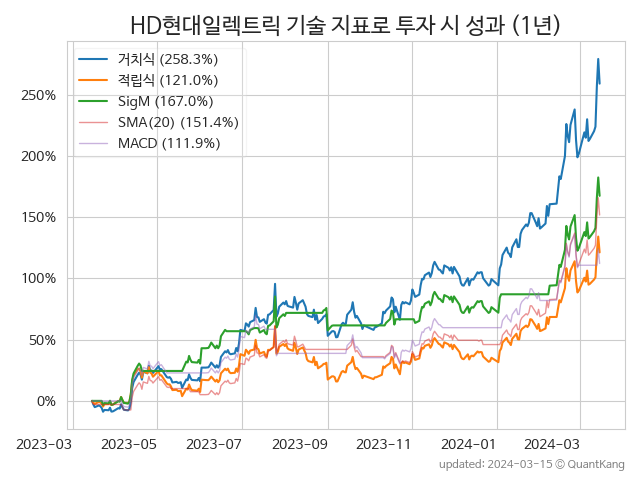 HD현대일렉트릭 기술 지표로 투자 시 성과 (1년)
거치식 (258.3%)
적립식 (121.0%)
SigM (167.0%)
SMA(20) (151.4%)
MACD (111.9%)
250%
200%
150%
100%
50%
0%
2023-03 2023-05 2023-07 2023-09 2023-11 2024-01 2024-03
updated: 2024-03-15 © QuantKang